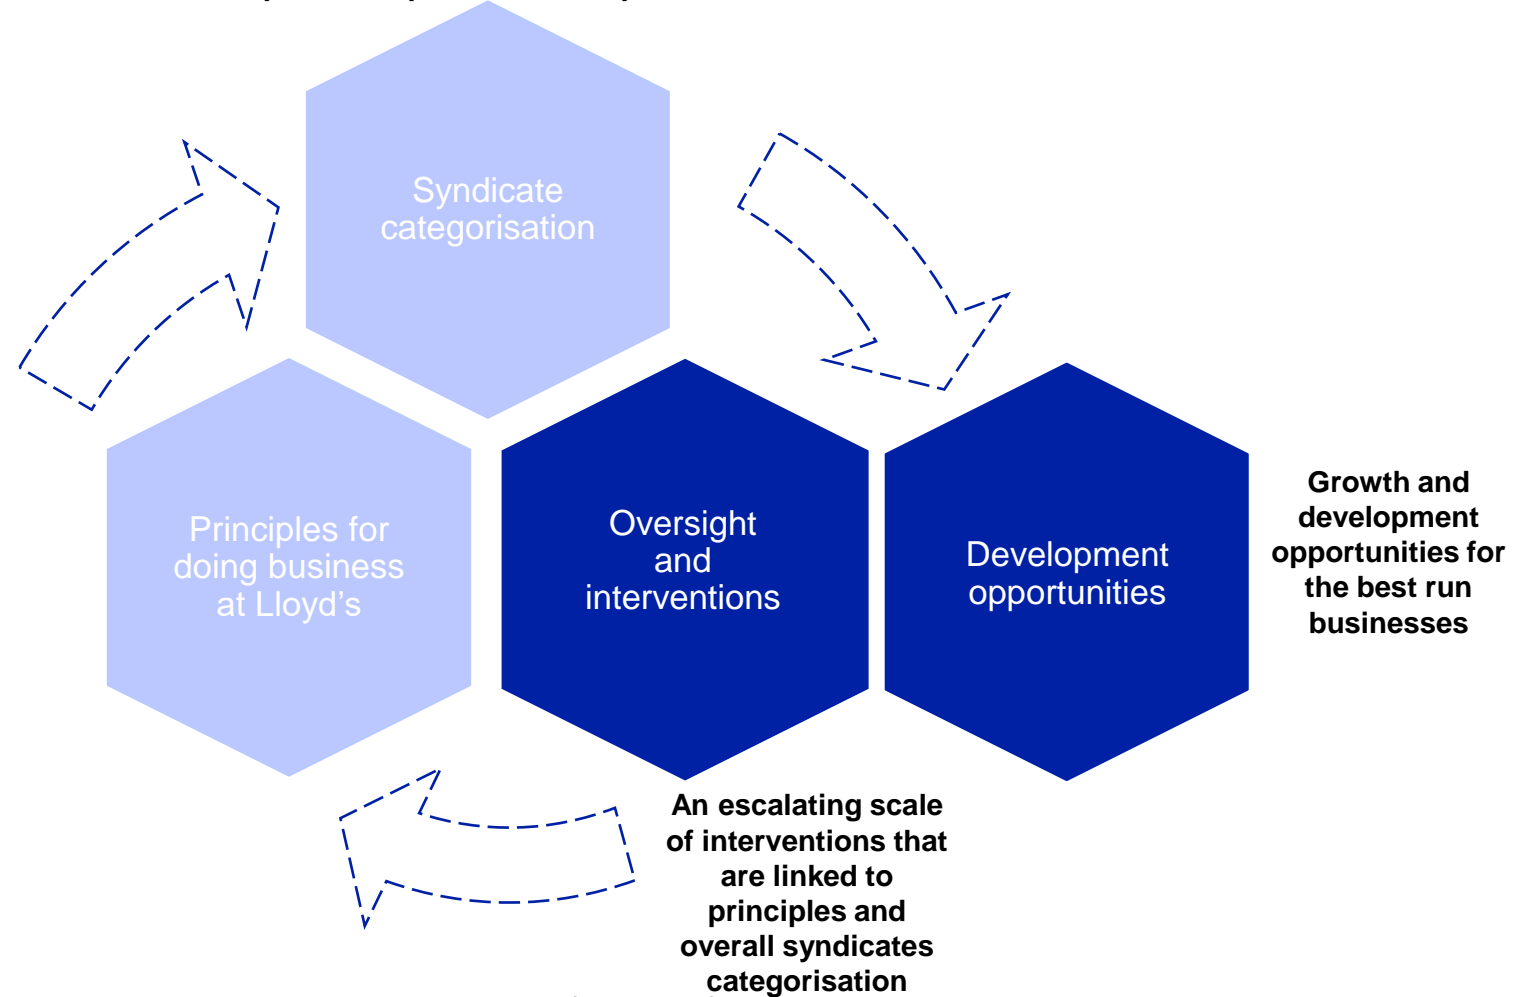 Syndicate
categorisation
Principles for
doing business
at Lloyd’s
Oversight
and
interventions
Development
opportunities
Growth and
development
opportunities for
the best run
businesses
An escalating scale
of interventions that
are linked to
principles and
overall syndicates
categorisation